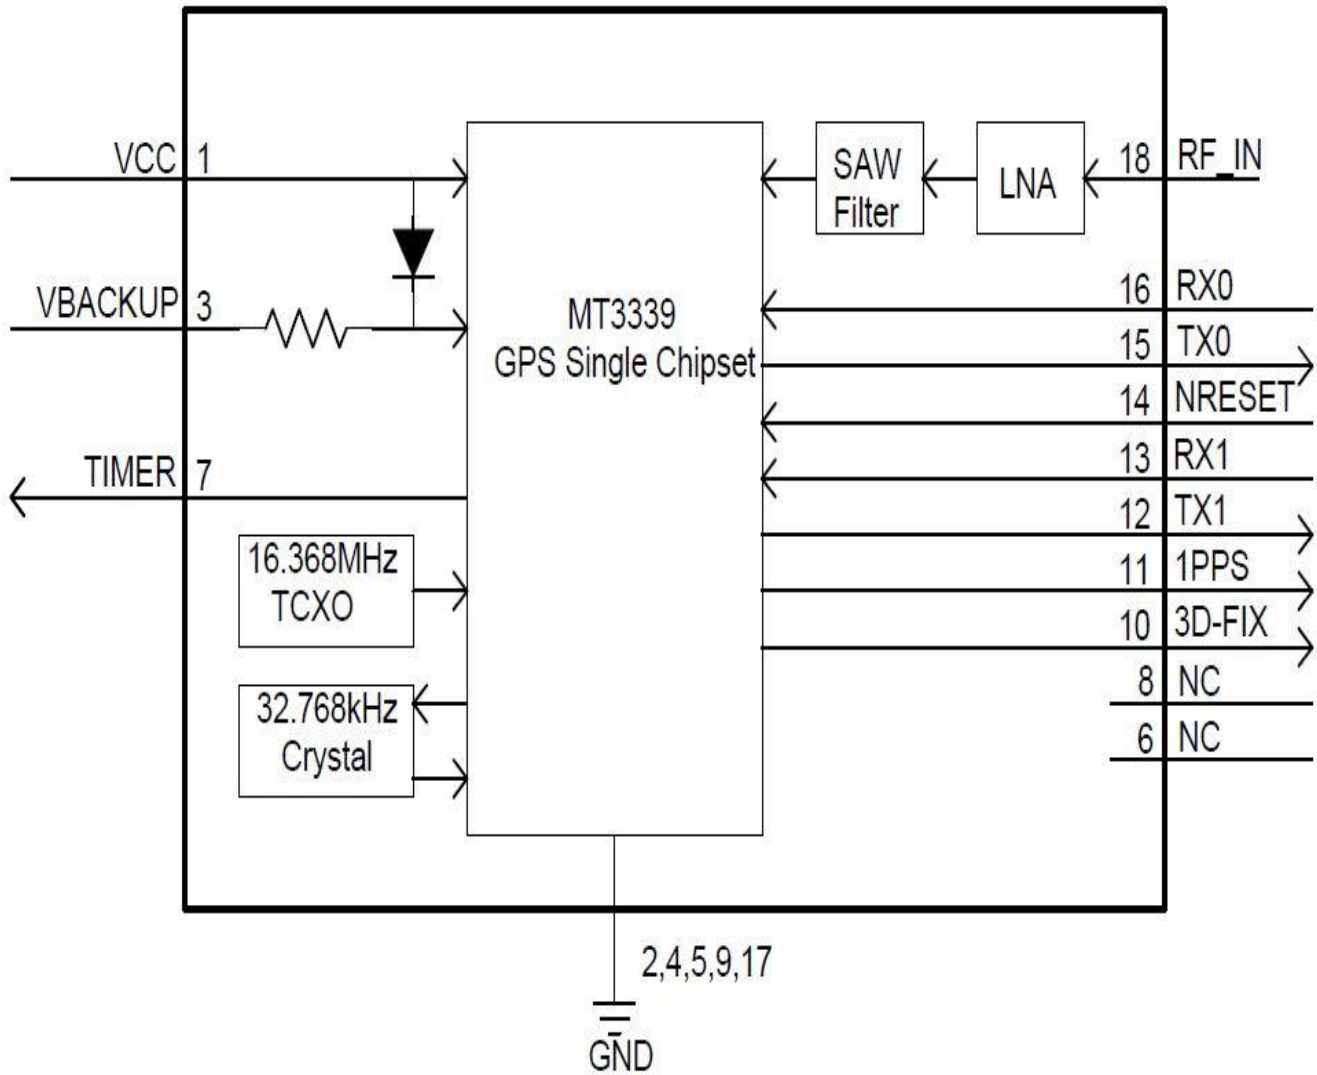 VCC 1
VBACKUP 3
TIMER 7
16.368MHz
TCXO
32.768kHz
Crystal
MT3339
GPS Single Chipset
SAW
Filter
LNA
18 RF_IN
16 RX0
15 TX0
14 NRESET
13 RX1
12 TX1
11 1PPS
10 3D-FIX
8 NC
6 NC
2,4,5,9,17
GND